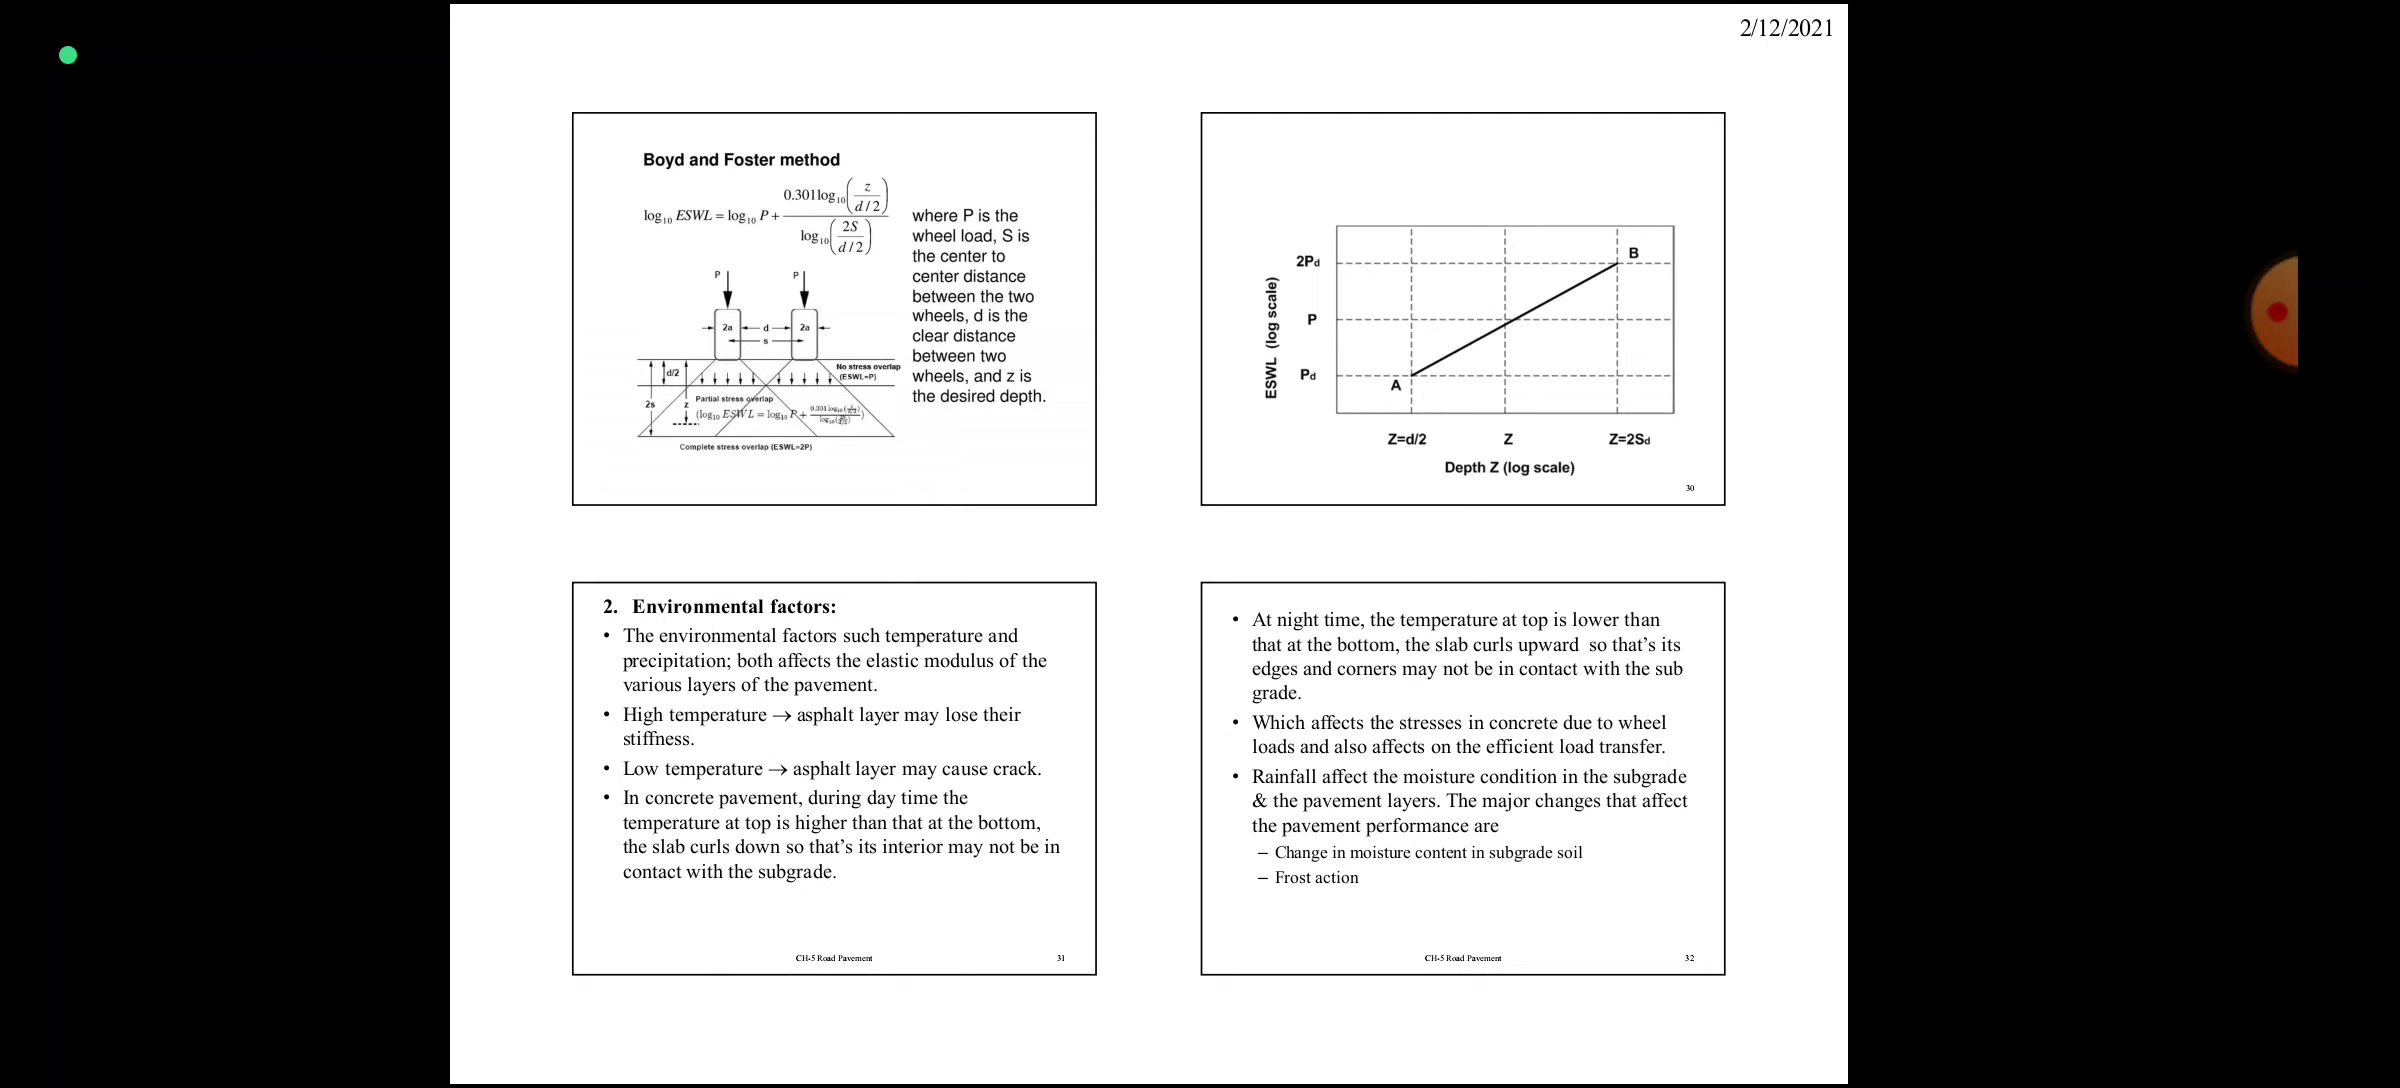 2/12/2021
Boyd and Foster method
log₁₀ ESWL = log₁₀ P + 0.301log₁₀(z / d/2) / log₁₀(2S / d/2)
where P is the
wheel load, S is
the center to
center distance
between the two
wheels, d is the
clear distance
between two
wheels, and z is
the desired depth.
P P
2a d 2a
s
No stress overlap
(ESWL=P)
d/2
2s
z
Partial stress overlap
(log₁₀ ESWL = log₁₀ P + 0.301log₁₀(z / d/2) / log₁₀(2S / d/2))
Complete stress overlap (ESWL=2P)
ESWL (log scale)
2Pd
P
Pd
A
B
Z=d/2 Z Z=2Sd
Depth Z (log scale)
30
2. Environmental factors:
• The environmental factors such temperature and
precipitation; both affects the elastic modulus of the
various layers of the pavement.
• High temperature → asphalt layer may lose their
stiffness.
• Low temperature → asphalt layer may cause crack.
• In concrete pavement, during day time the
temperature at top is higher than that at the bottom,
the slab curls down so that’s its interior may not be in
contact with the subgrade.
CH-5 Road Pavement 31
• At night time, the temperature at top is lower than
that at the bottom, the slab curls upward so that’s its
edges and corners may not be in contact with the sub
grade.
• Which affects the stresses in concrete due to wheel
loads and also affects on the efficient load transfer.
• Rainfall affect the moisture condition in the subgrade
& the pavement layers. The major changes that affect
the pavement performance are
– Change in moisture content in subgrade soil
– Frost action
CH-5 Road Pavement 32